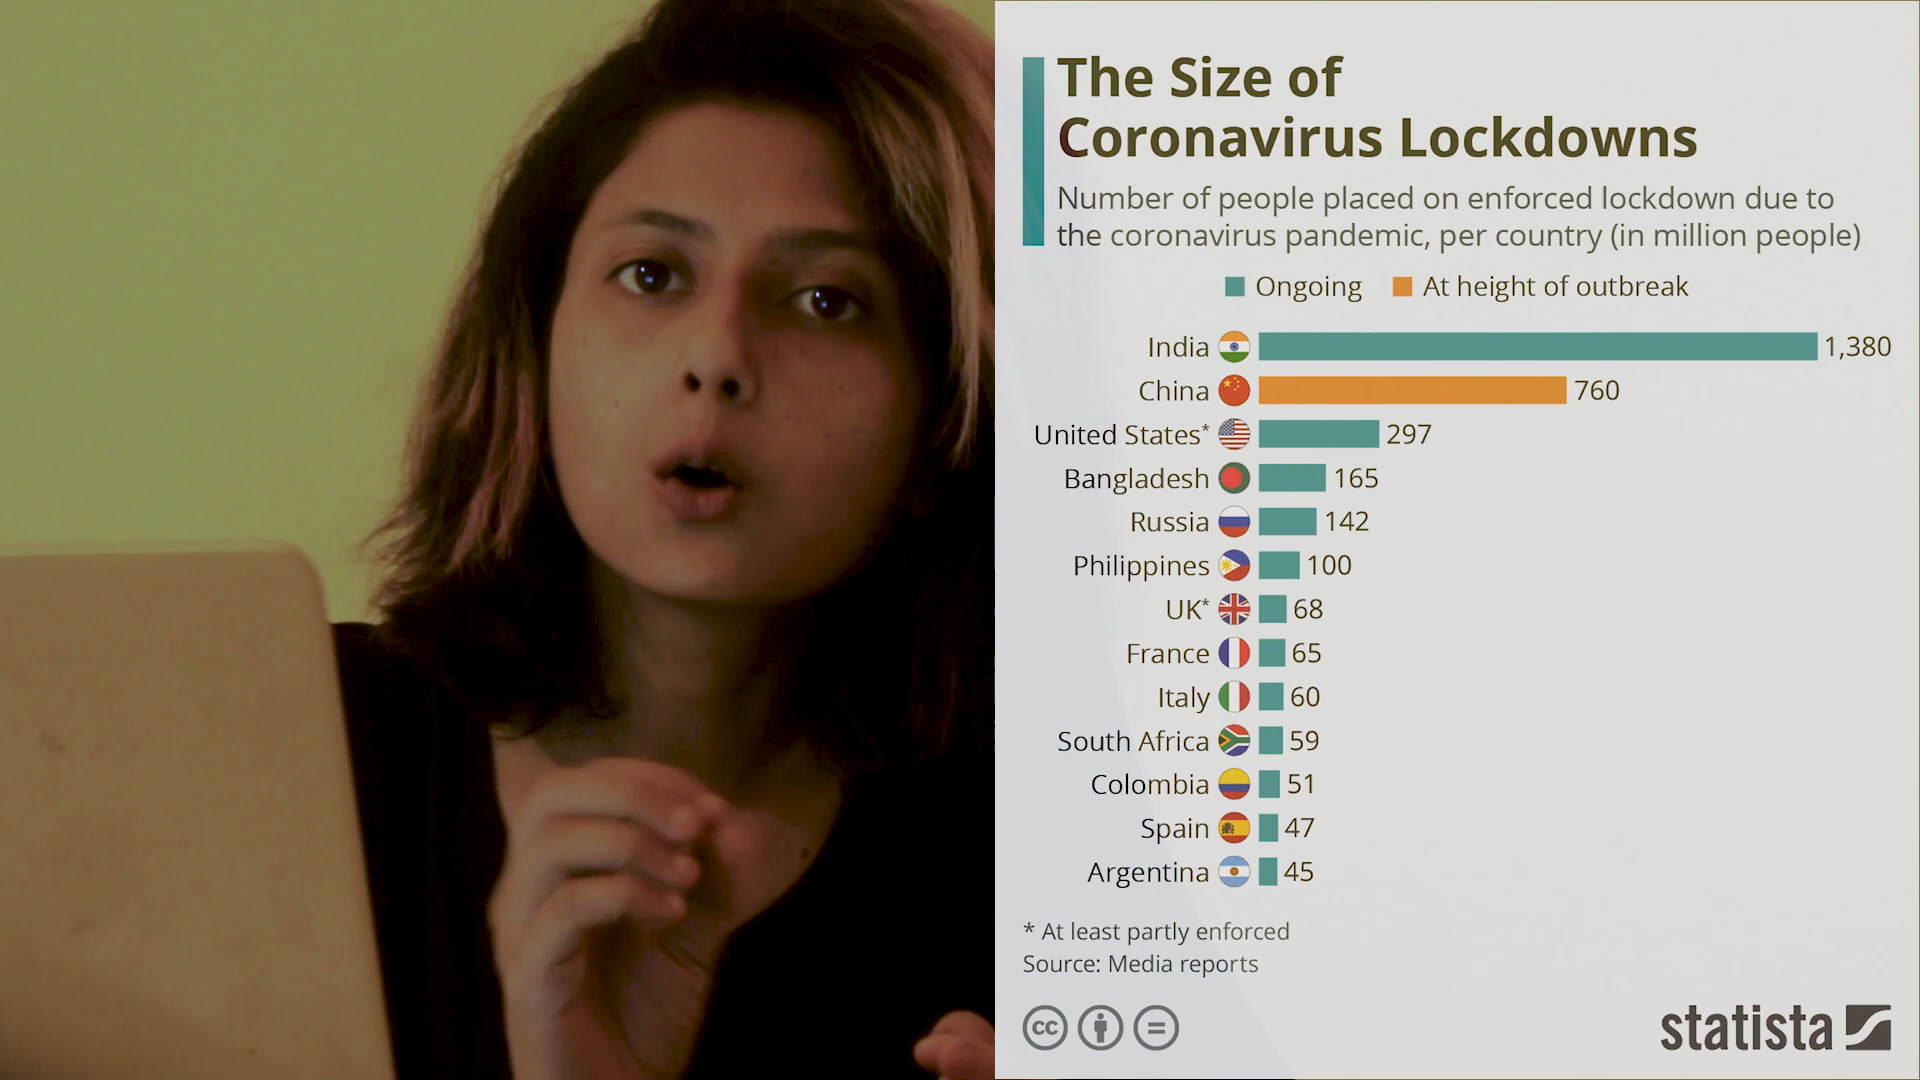 The Size of
Coronavirus Lockdowns
Number of people placed on enforced lockdown due to
the coronavirus pandemic, per country (in million people)
Ongoing At height of outbreak
India 1,380
China 760
United States* 297
Bangladesh 165
Russia 142
Philippines 100
UK* 68
France 65
Italy 60
South Africa 59
Colombia 51
Spain 47
Argentina 45
* At least partly enforced
Source: Media reports
cc
statista